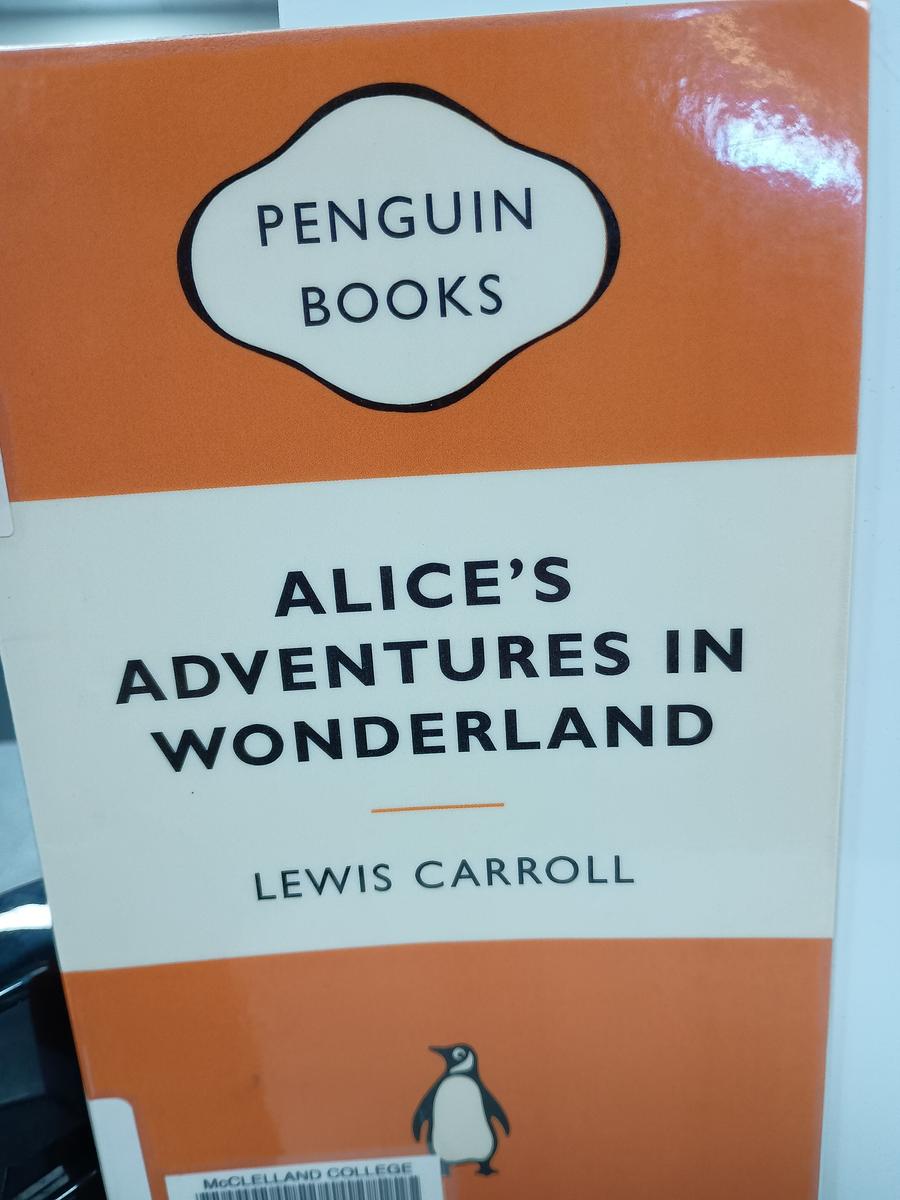 PENGUIN
BOOKS
ALICE'S
ADVENTURES IN
WONDERLAND
LEWIS CARROLL
McCLELLAND COLLEGE